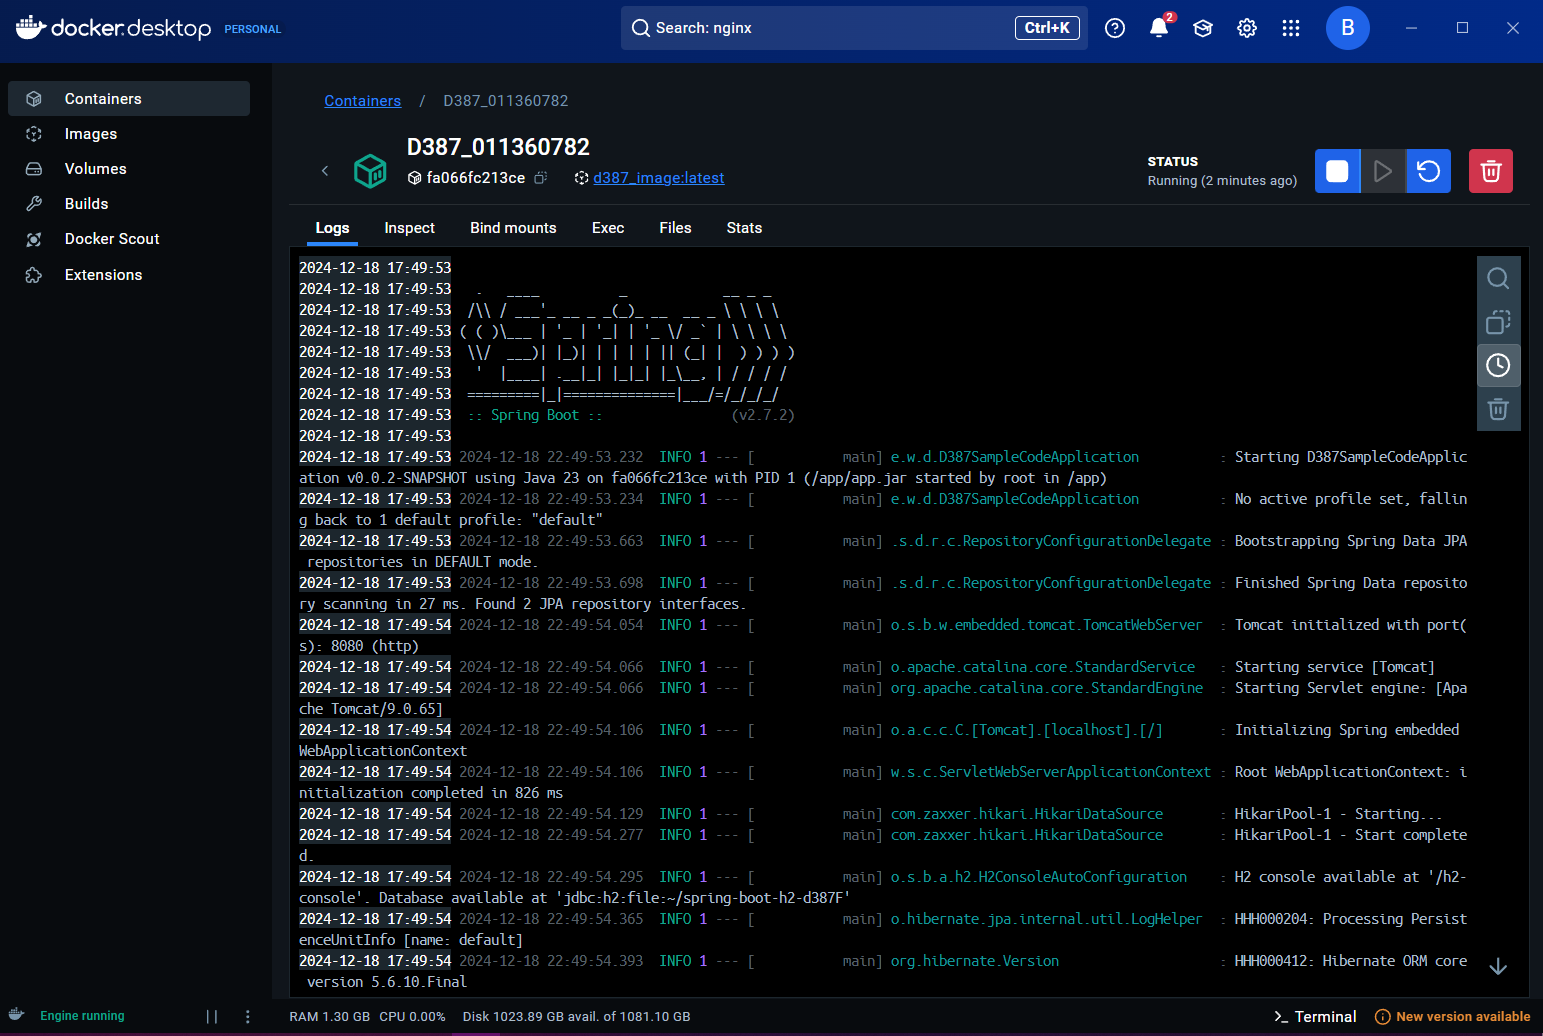 docker.desktop PERSONAL
Search: nginx Ctrl+K
2
B
Containers
Images
Volumes
Builds
Docker Scout
Extensions
Containers / D387_011360782
D387_011360782
fa066fc213ce d387_image:latest
STATUS
Running (2 minutes ago)
Logs Inspect Bind mounts Exec Files Stats
2024-12-18 17:49:53
2024-12-18 17:49:53   .   ____          _            __ _ _
2024-12-18 17:49:53  /\\ / ___'_ __ _ _(_)_ __  __ _ \ \ \ \
2024-12-18 17:49:53 ( ( )\___ | '_ | '_| | '_ \/ _` | \ \ \ \
2024-12-18 17:49:53  \\/  ___)| |_)| | | | | || (_| |  ) ) ) )
2024-12-18 17:49:53   '  |____| .__|_| |_|_| |_\__, | / / / /
2024-12-18 17:49:53  =========|_|==============|___/=/_/_/_/
2024-12-18 17:49:53  :: Spring Boot ::                (v2.7.2)
2024-12-18 17:49:53
2024-12-18 17:49:53 2024-12-18 22:49:53.232  INFO 1 --- [           main] e.w.d.D387SampleCodeApplication          : Starting D387SampleCodeApplic
ation v0.0.2-SNAPSHOT using Java 23 on fa066fc213ce with PID 1 (/app/app.jar started by root in /app)
2024-12-18 17:49:53 2024-12-18 22:49:53.234  INFO 1 --- [           main] e.w.d.D387SampleCodeApplication          : No active profile set, fallin
g back to 1 default profile: "default"
2024-12-18 17:49:53 2024-12-18 22:49:53.663  INFO 1 --- [           main] .s.d.r.c.RepositoryConfigurationDelegate : Bootstrapping Spring Data JPA
 repositories in DEFAULT mode.
2024-12-18 17:49:53 2024-12-18 22:49:53.698  INFO 1 --- [           main] .s.d.r.c.RepositoryConfigurationDelegate : Finished Spring Data reposito
ry scanning in 27 ms. Found 2 JPA repository interfaces.
2024-12-18 17:49:54 2024-12-18 22:49:54.054  INFO 1 --- [           main] o.s.b.w.embedded.tomcat.TomcatWebServer  : Tomcat initialized with port(
s): 8080 (http)
2024-12-18 17:49:54 2024-12-18 22:49:54.066  INFO 1 --- [           main] o.apache.catalina.core.StandardService   : Starting service [Tomcat]
2024-12-18 17:49:54 2024-12-18 22:49:54.066  INFO 1 --- [           main] org.apache.catalina.core.StandardEngine  : Starting Servlet engine: [Apa
che Tomcat/9.0.65]
2024-12-18 17:49:54 2024-12-18 22:49:54.106  INFO 1 --- [           main] o.a.c.c.C.[Tomcat].[localhost].[/]       : Initializing Spring embedded
WebApplicationContext
2024-12-18 17:49:54 2024-12-18 22:49:54.106  INFO 1 --- [           main] w.s.c.ServletWebServerApplicationContext : Root WebApplicationContext: i
nitialization completed in 826 ms
2024-12-18 17:49:54 2024-12-18 22:49:54.129  INFO 1 --- [           main] com.zaxxer.hikari.HikariDataSource       : HikariPool-1 - Starting...
2024-12-18 17:49:54 2024-12-18 22:49:54.277  INFO 1 --- [           main] com.zaxxer.hikari.HikariDataSource       : HikariPool-1 - Start complete
d.
2024-12-18 17:49:54 2024-12-18 22:49:54.295  INFO 1 --- [           main] o.s.b.a.h2.H2ConsoleAutoConfiguration    : H2 console available at '/h2-
console'. Database available at 'jdbc:h2:file:~/spring-boot-h2-d387F'
2024-12-18 17:49:54 2024-12-18 22:49:54.365  INFO 1 --- [           main] o.hibernate.jpa.internal.util.LogHelper  : HHH000204: Processing Persist
enceUnitInfo [name: default]
2024-12-18 17:49:54 2024-12-18 22:49:54.393  INFO 1 --- [           main] org.hibernate.Version                    : HHH000412: Hibernate ORM core
 version 5.6.10.Final
Engine running RAM 1.30 GB CPU 0.00% Disk 1023.89 GB avail. of 1081.10 GB >_ Terminal New version available